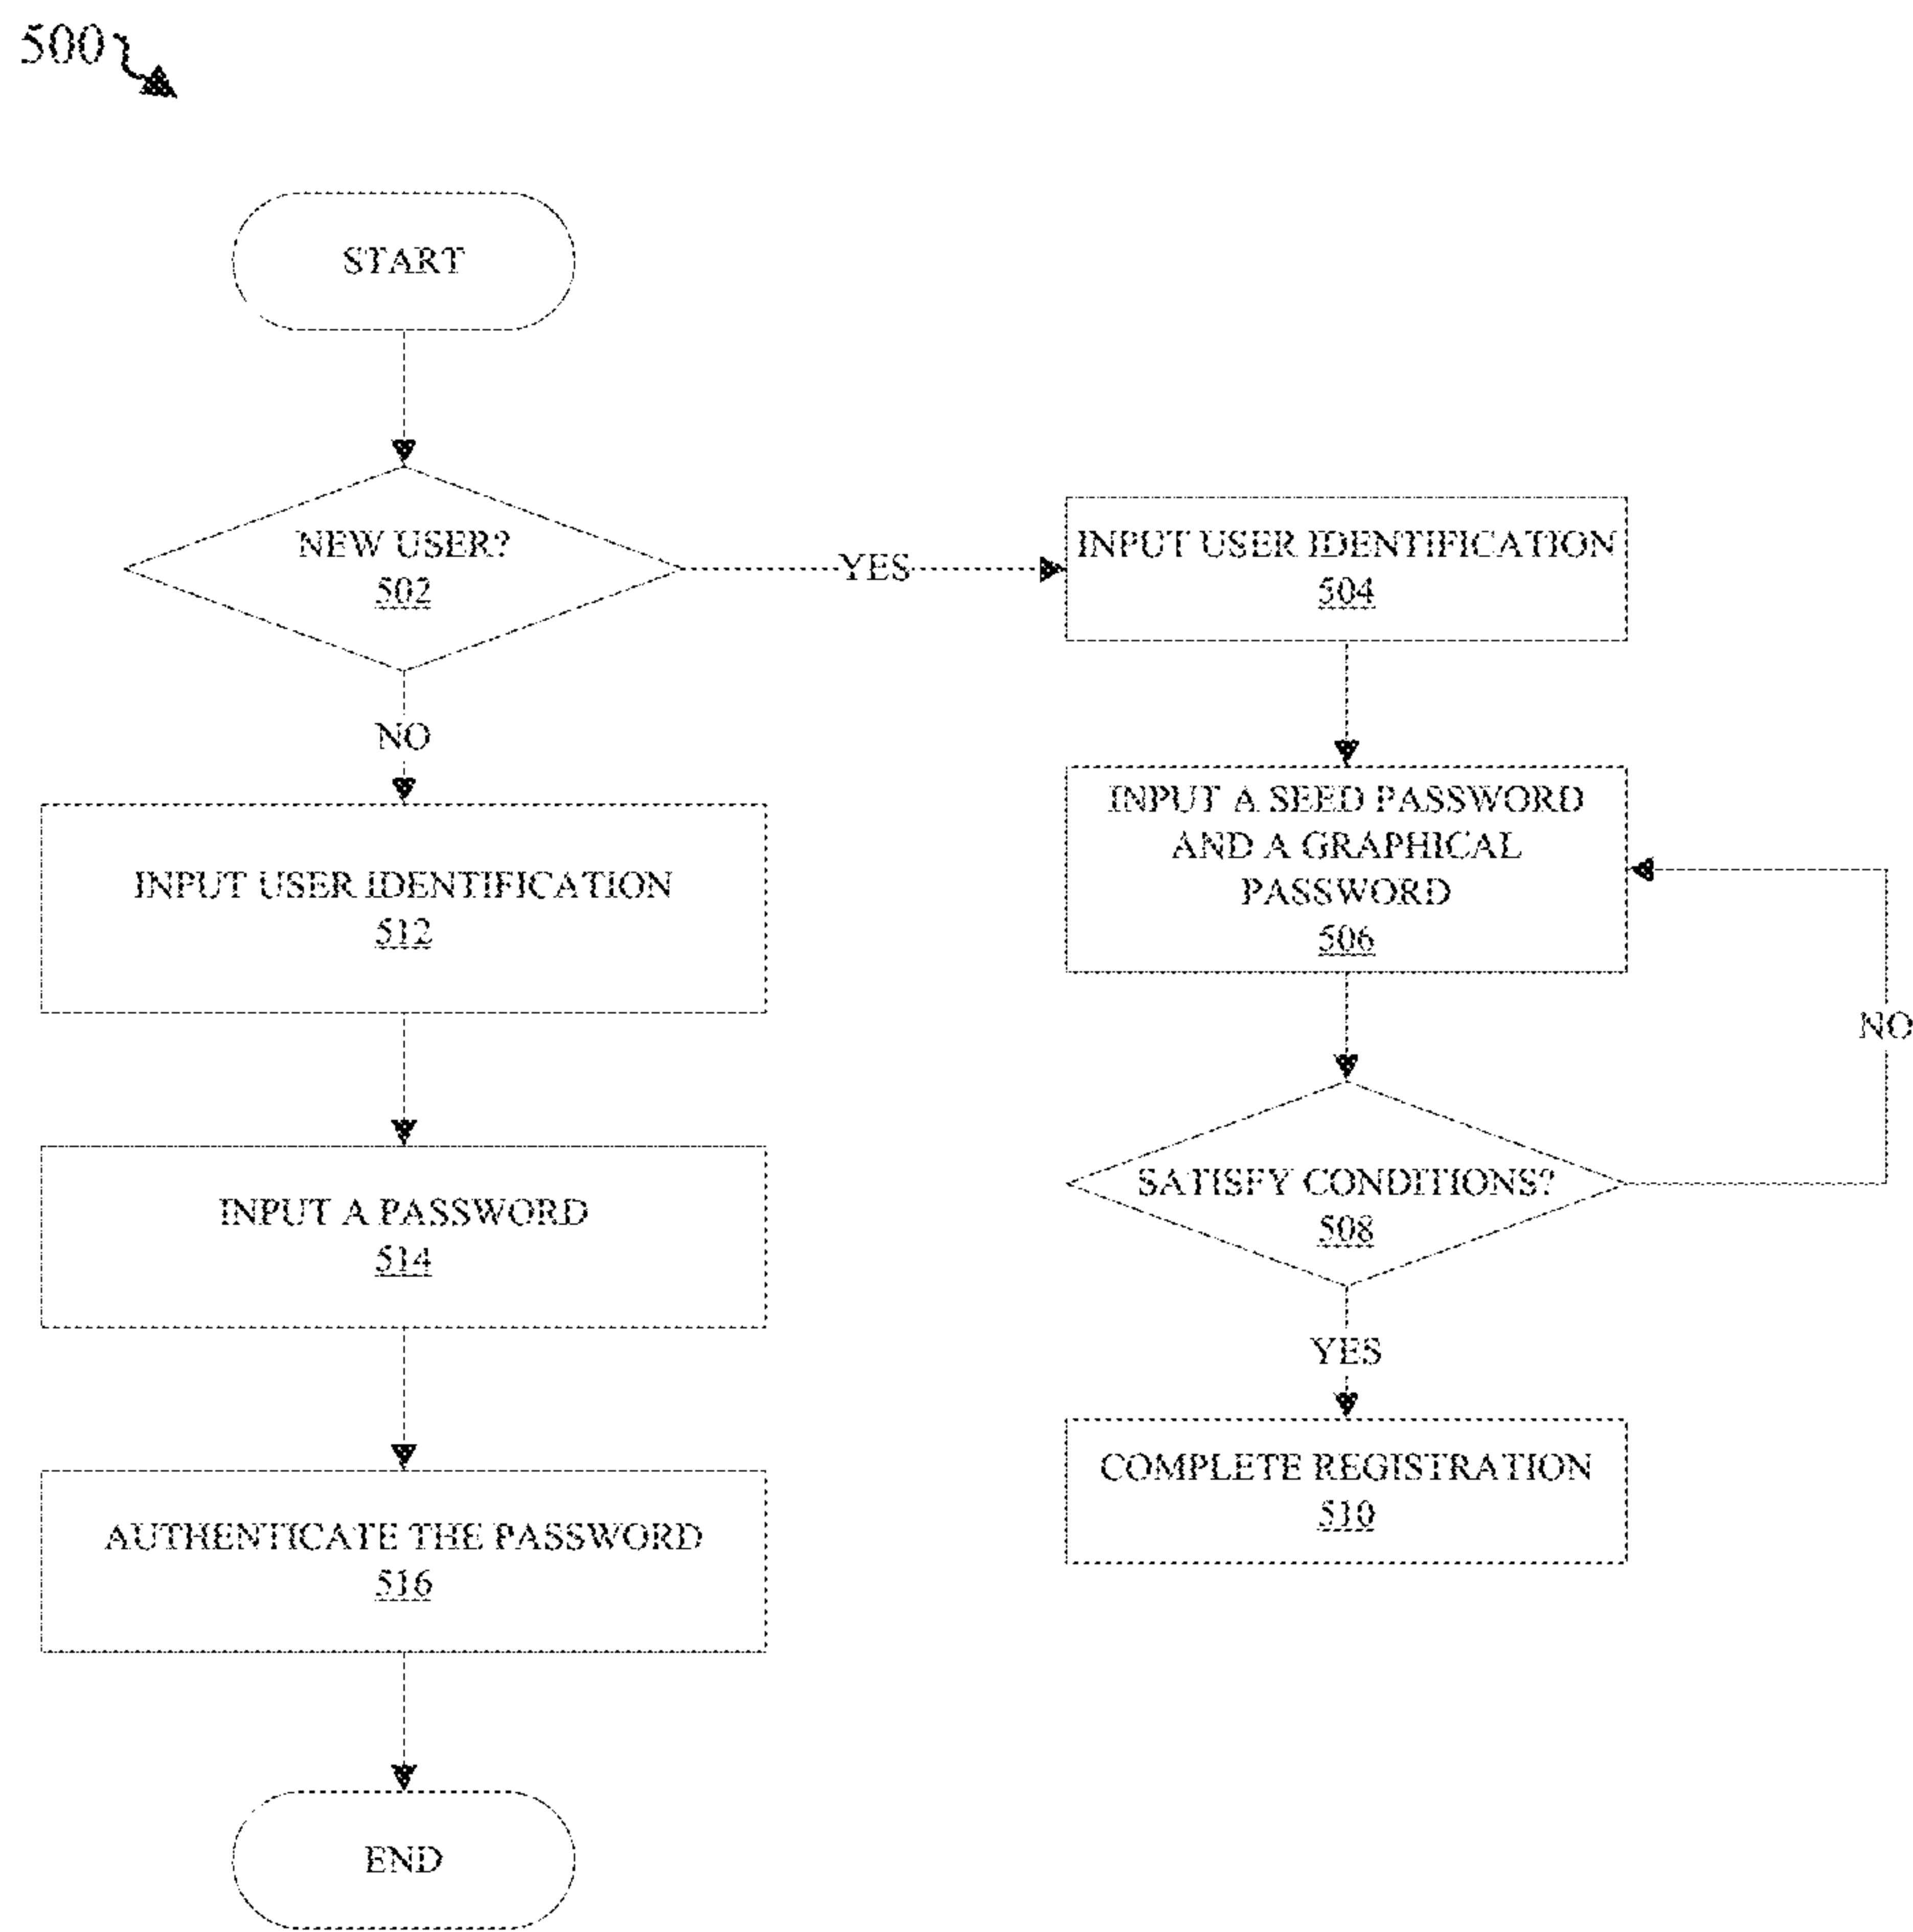 500
START
NEW USER?
502
YES
INPUT USER IDENTIFICATION
504
NO
INPUT USER IDENTIFICATION
512
INPUT A SEED PASSWORD
AND A GRAPHICAL
PASSWORD
506
NO
INPUT A PASSWORD
514
SATISFY CONDITIONS?
508
YES
AUTHENTICATE THE PASSWORD
516
COMPLETE REGISTRATION
510
END